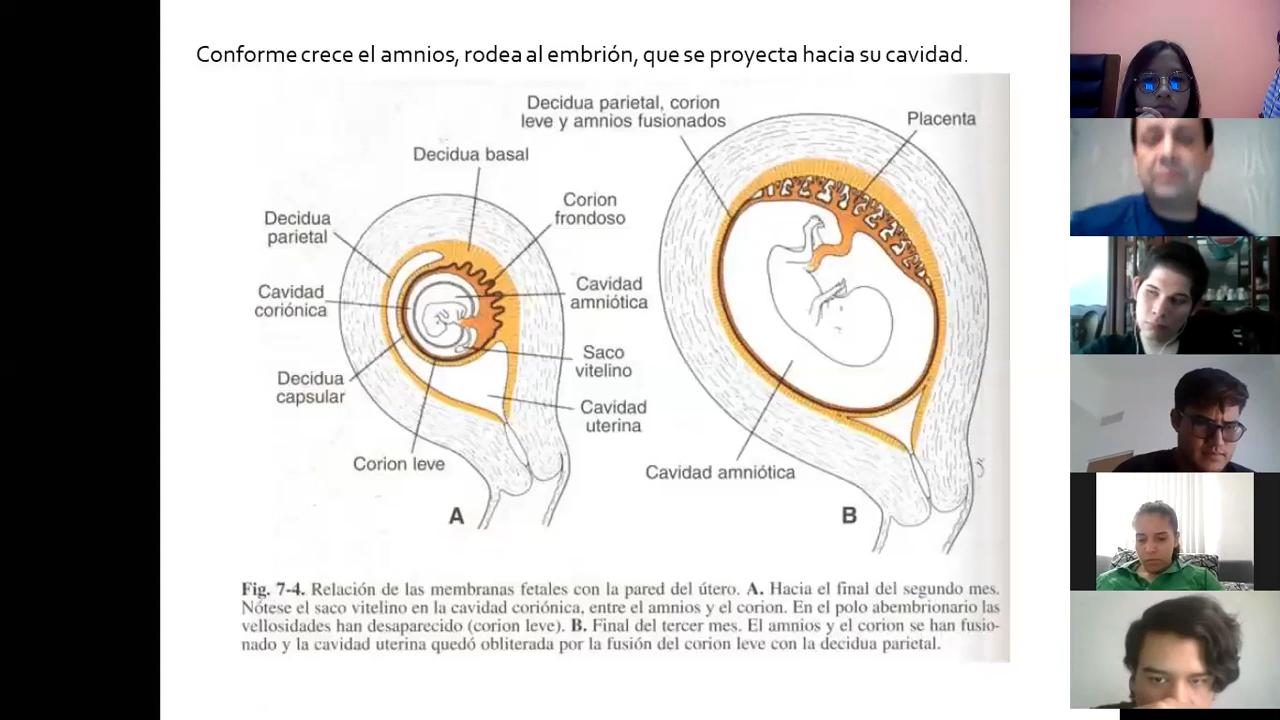 Conforme crece el amnios, rodea al embrión, que se proyecta hacia su cavidad.
Decidua parietal, corion
leve y amnios fusionados
Placenta
Decidua basal
Corion
frondoso
Decidua
parietal
Cavidad
coriónica
Cavidad
amniótica
Saco
vitelino
Decidua
capsular
Cavidad
uterina
Corion leve
Cavidad amniótica
A
B
Fig. 7-4. Relación de las membranas fetales con la pared del útero. A. Hacia el final del segundo mes.
Nótese el saco vitelino en la cavidad coriónica, entre el amnios y el corion. En el polo abembrionario las
vellosidades han desaparecido (corion leve). B. Final del tercer mes. El amnios y el corion se han fusio-
nado y la cavidad uterina quedó obliterada por la fusión del corion leve con la decidua parietal.